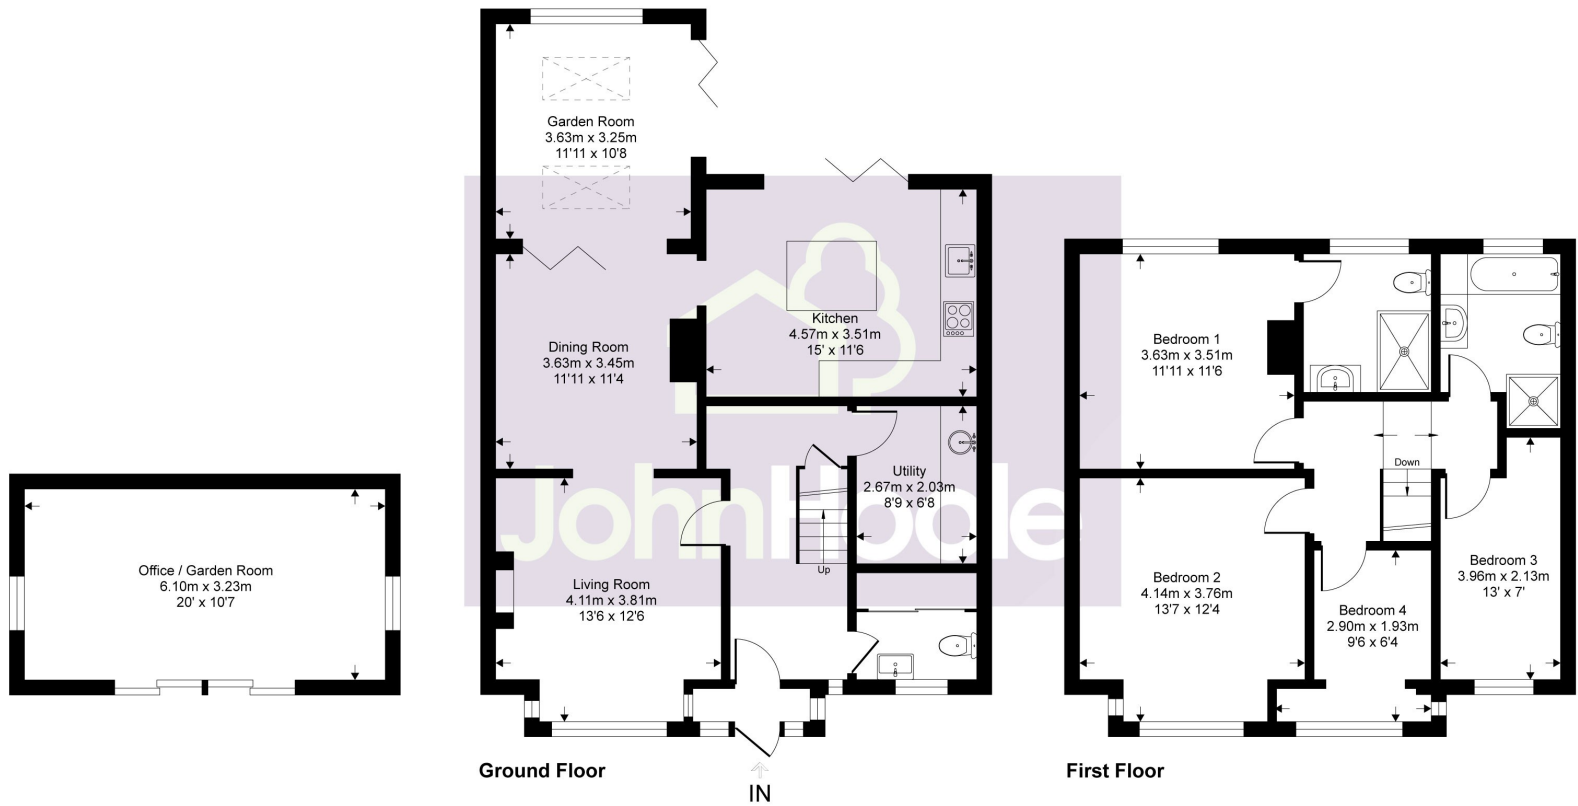 Garden Room
3.63m x 3.25m
11'11 x 10'8
Kitchen
4.57m x 3.51m
15' x 11'6
Dining Room
3.63m x 3.45m
11'11 x 11'4
Utility
2.67m x 2.03m
8'9 x 6'8
JohnHoole
Up
Living Room
4.11m x 3.81m
13'6 x 12'6
Office / Garden Room
6.10m x 3.23m
20' x 10'7
Bedroom 1
3.63m x 3.51m
11'11 x 11'6
Down
Bedroom 2
4.14m x 3.76m
13'7 x 12'4
Bedroom 3
3.96m x 2.13m
13' x 7'
Bedroom 4
2.90m x 1.93m
9'6 x 6'4
Ground Floor
IN
First Floor